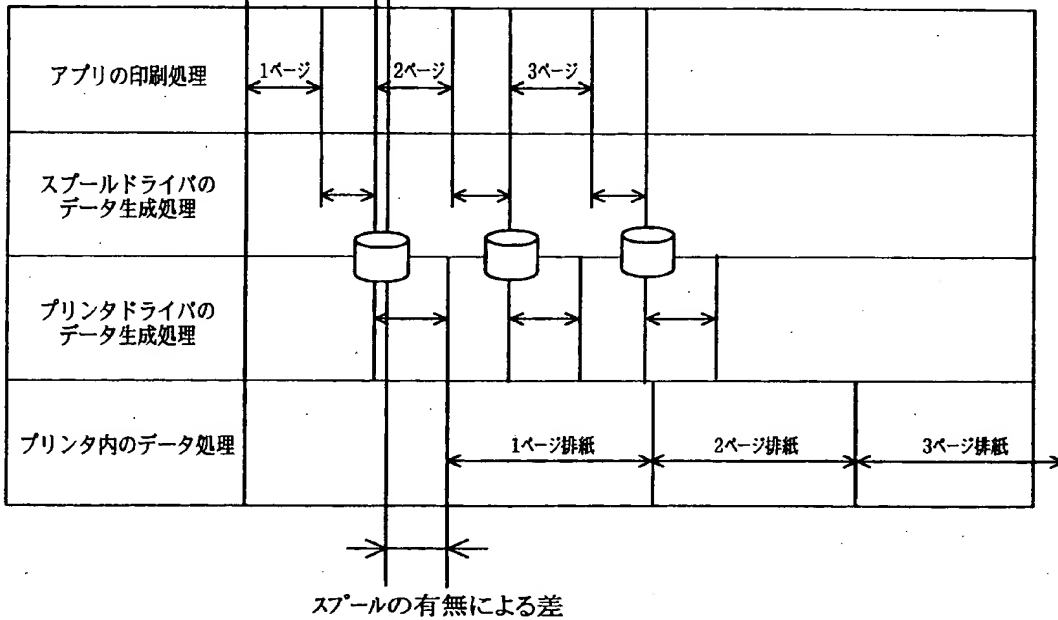 アプリの印刷処理
1ページ
2ページ
3ページ
スプールドライバの
データ生成処理
プリンタドライバの
データ生成処理
プリンタ内のデータ処理
1ページ排紙
2ページ排紙
3ページ排紙
スプールの有無による差